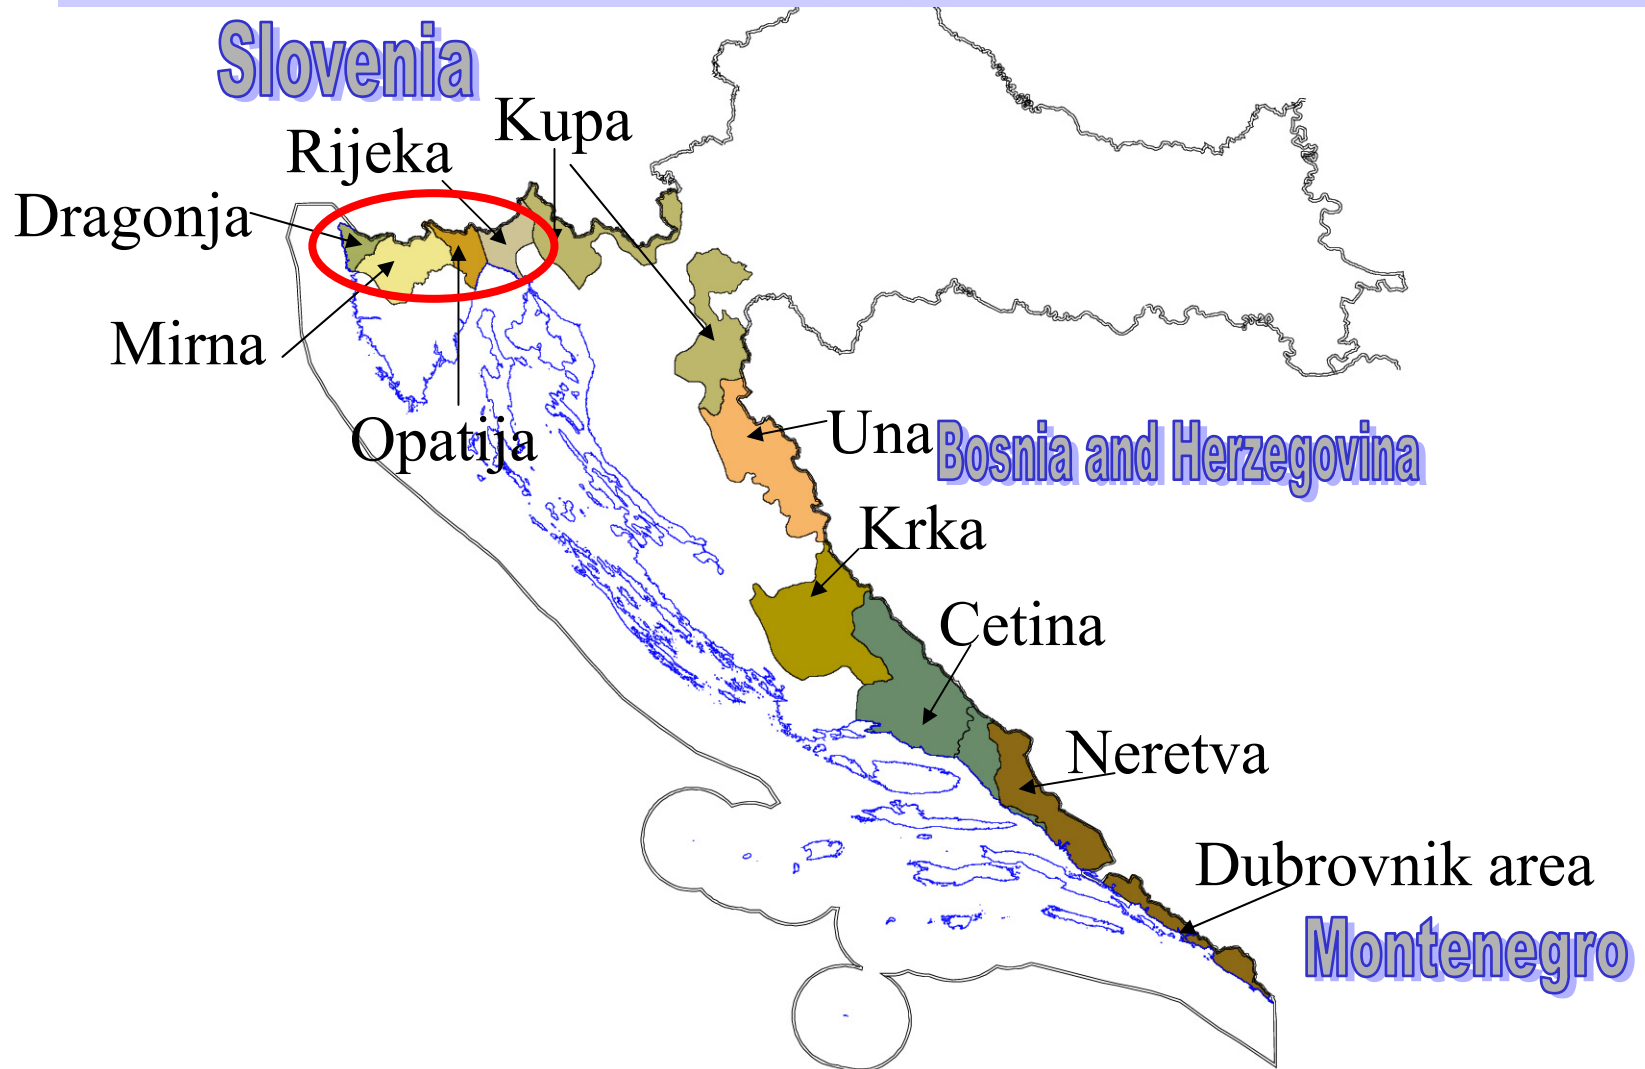 Slovenia
Kupa
Rijeka
Dragonja
Mirna
Opatija
Una
Bosnia and Herzegovina
Krka
Cetina
Neretva
Dubrovnik area
Montenegro